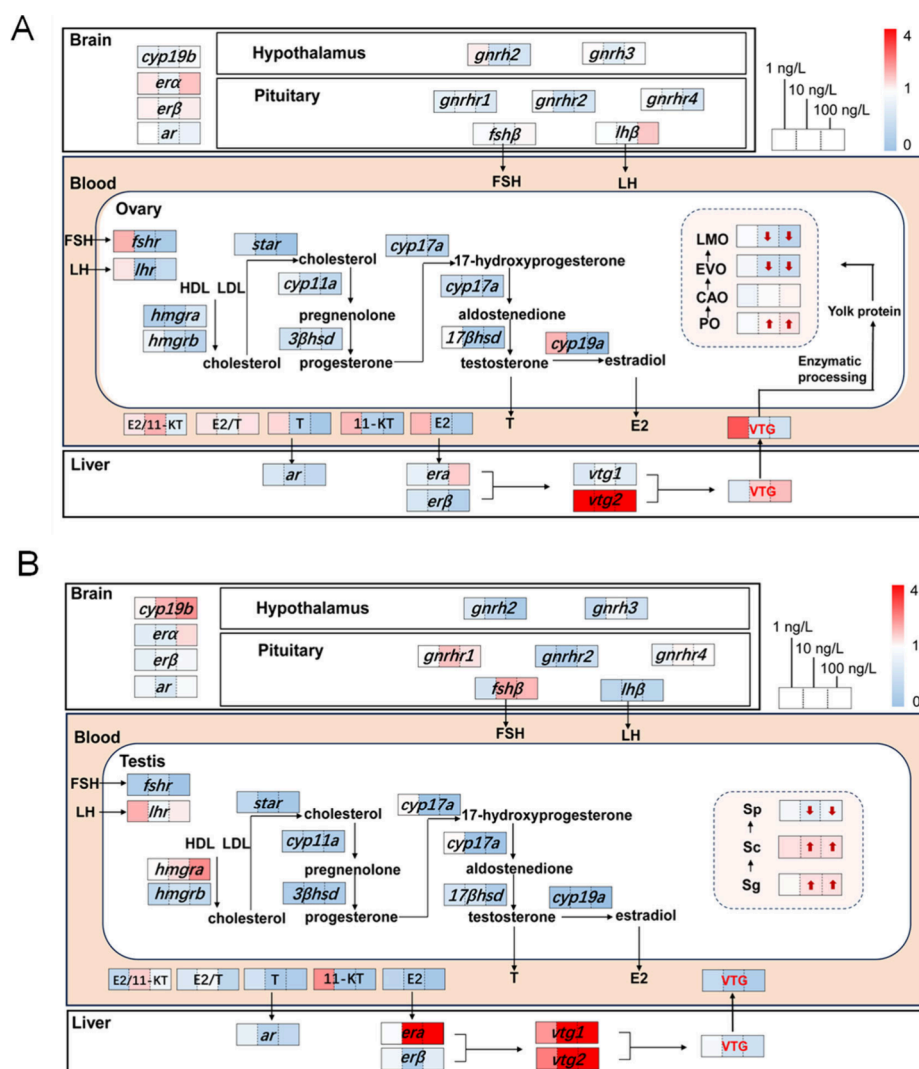 A
Brain
cyp19b
erα
erβ
ar
Hypothalamus
gnrh2 gnrh3
Pituitary
gnrhr1 gnrhr2 gnrhr4
fshβ lhβ
1 ng/L
10 ng/L
100 ng/L
4
1
0
Blood
FSH LH
Ovary
FSH fshr
LH lhr
HDL LDL
hmgra
hmgrb
cholesterol
star
cholesterol
cyp11a
pregnenolone
3βhsd
progesterone
cyp17a
17-hydroxyprogesterone
cyp17a
aldostenedione
17βhsd
testosterone
cyp19a
estradiol
LMO
EVO
CAO
PO
Yolk protein
Enzymatic
processing
E2/11-KT E2/T T 11-KT E2 T E2 VTG
Liver
ar
era
erβ
vtg1
vtg2
VTG
B
Brain
cyp19b
erα
erβ
ar
Hypothalamus
gnrh2 gnrh3
Pituitary
gnrhr1 gnrhr2 gnrhr4
fshβ lhβ
1 ng/L
10 ng/L
100 ng/L
4
1
0
Blood
FSH LH
Testis
FSH fshr
LH lhr
HDL LDL
hmgra
hmgrb
cholesterol
star
cholesterol
cyp11a
pregnenolone
3βhsd
progesterone
cyp17a
17-hydroxyprogesterone
cyp17a
aldostenedione
17βhsd
testosterone
cyp19a
estradiol
Sp
Sc
Sg
E2/11-KT E2/T T 11-KT E2 T E2 VTG
Liver
ar
era
erβ
vtg1
vtg2
VTG